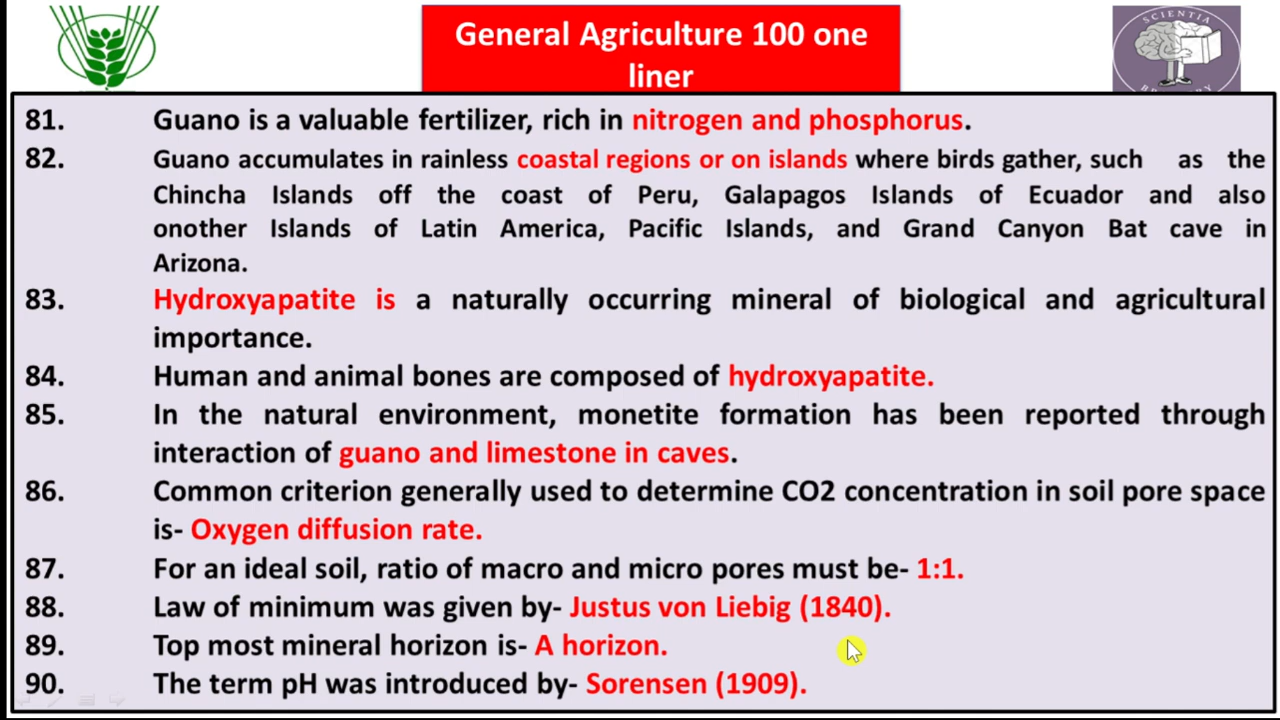 General Agriculture 100 one
liner
SCIENTIA
81. Guano is a valuable fertilizer, rich in nitrogen and phosphorus.
82. Guano accumulates in rainless coastal regions or on islands where birds gather, such as the
Chincha Islands off the coast of Peru, Galapagos Islands of Ecuador and also
onother Islands of Latin America, Pacific Islands, and Grand Canyon Bat cave in
Arizona.
83. Hydroxyapatite is a naturally occurring mineral of biological and agricultural
importance.
84. Human and animal bones are composed of hydroxyapatite.
85. In the natural environment, monetite formation has been reported through
interaction of guano and limestone in caves.
86. Common criterion generally used to determine CO2 concentration in soil pore space
is- Oxygen diffusion rate.
87. For an ideal soil, ratio of macro and micro pores must be- 1:1.
88. Law of minimum was given by- Justus von Liebig (1840).
89. Top most mineral horizon is- A horizon.
90. The term pH was introduced by- Sorensen (1909).